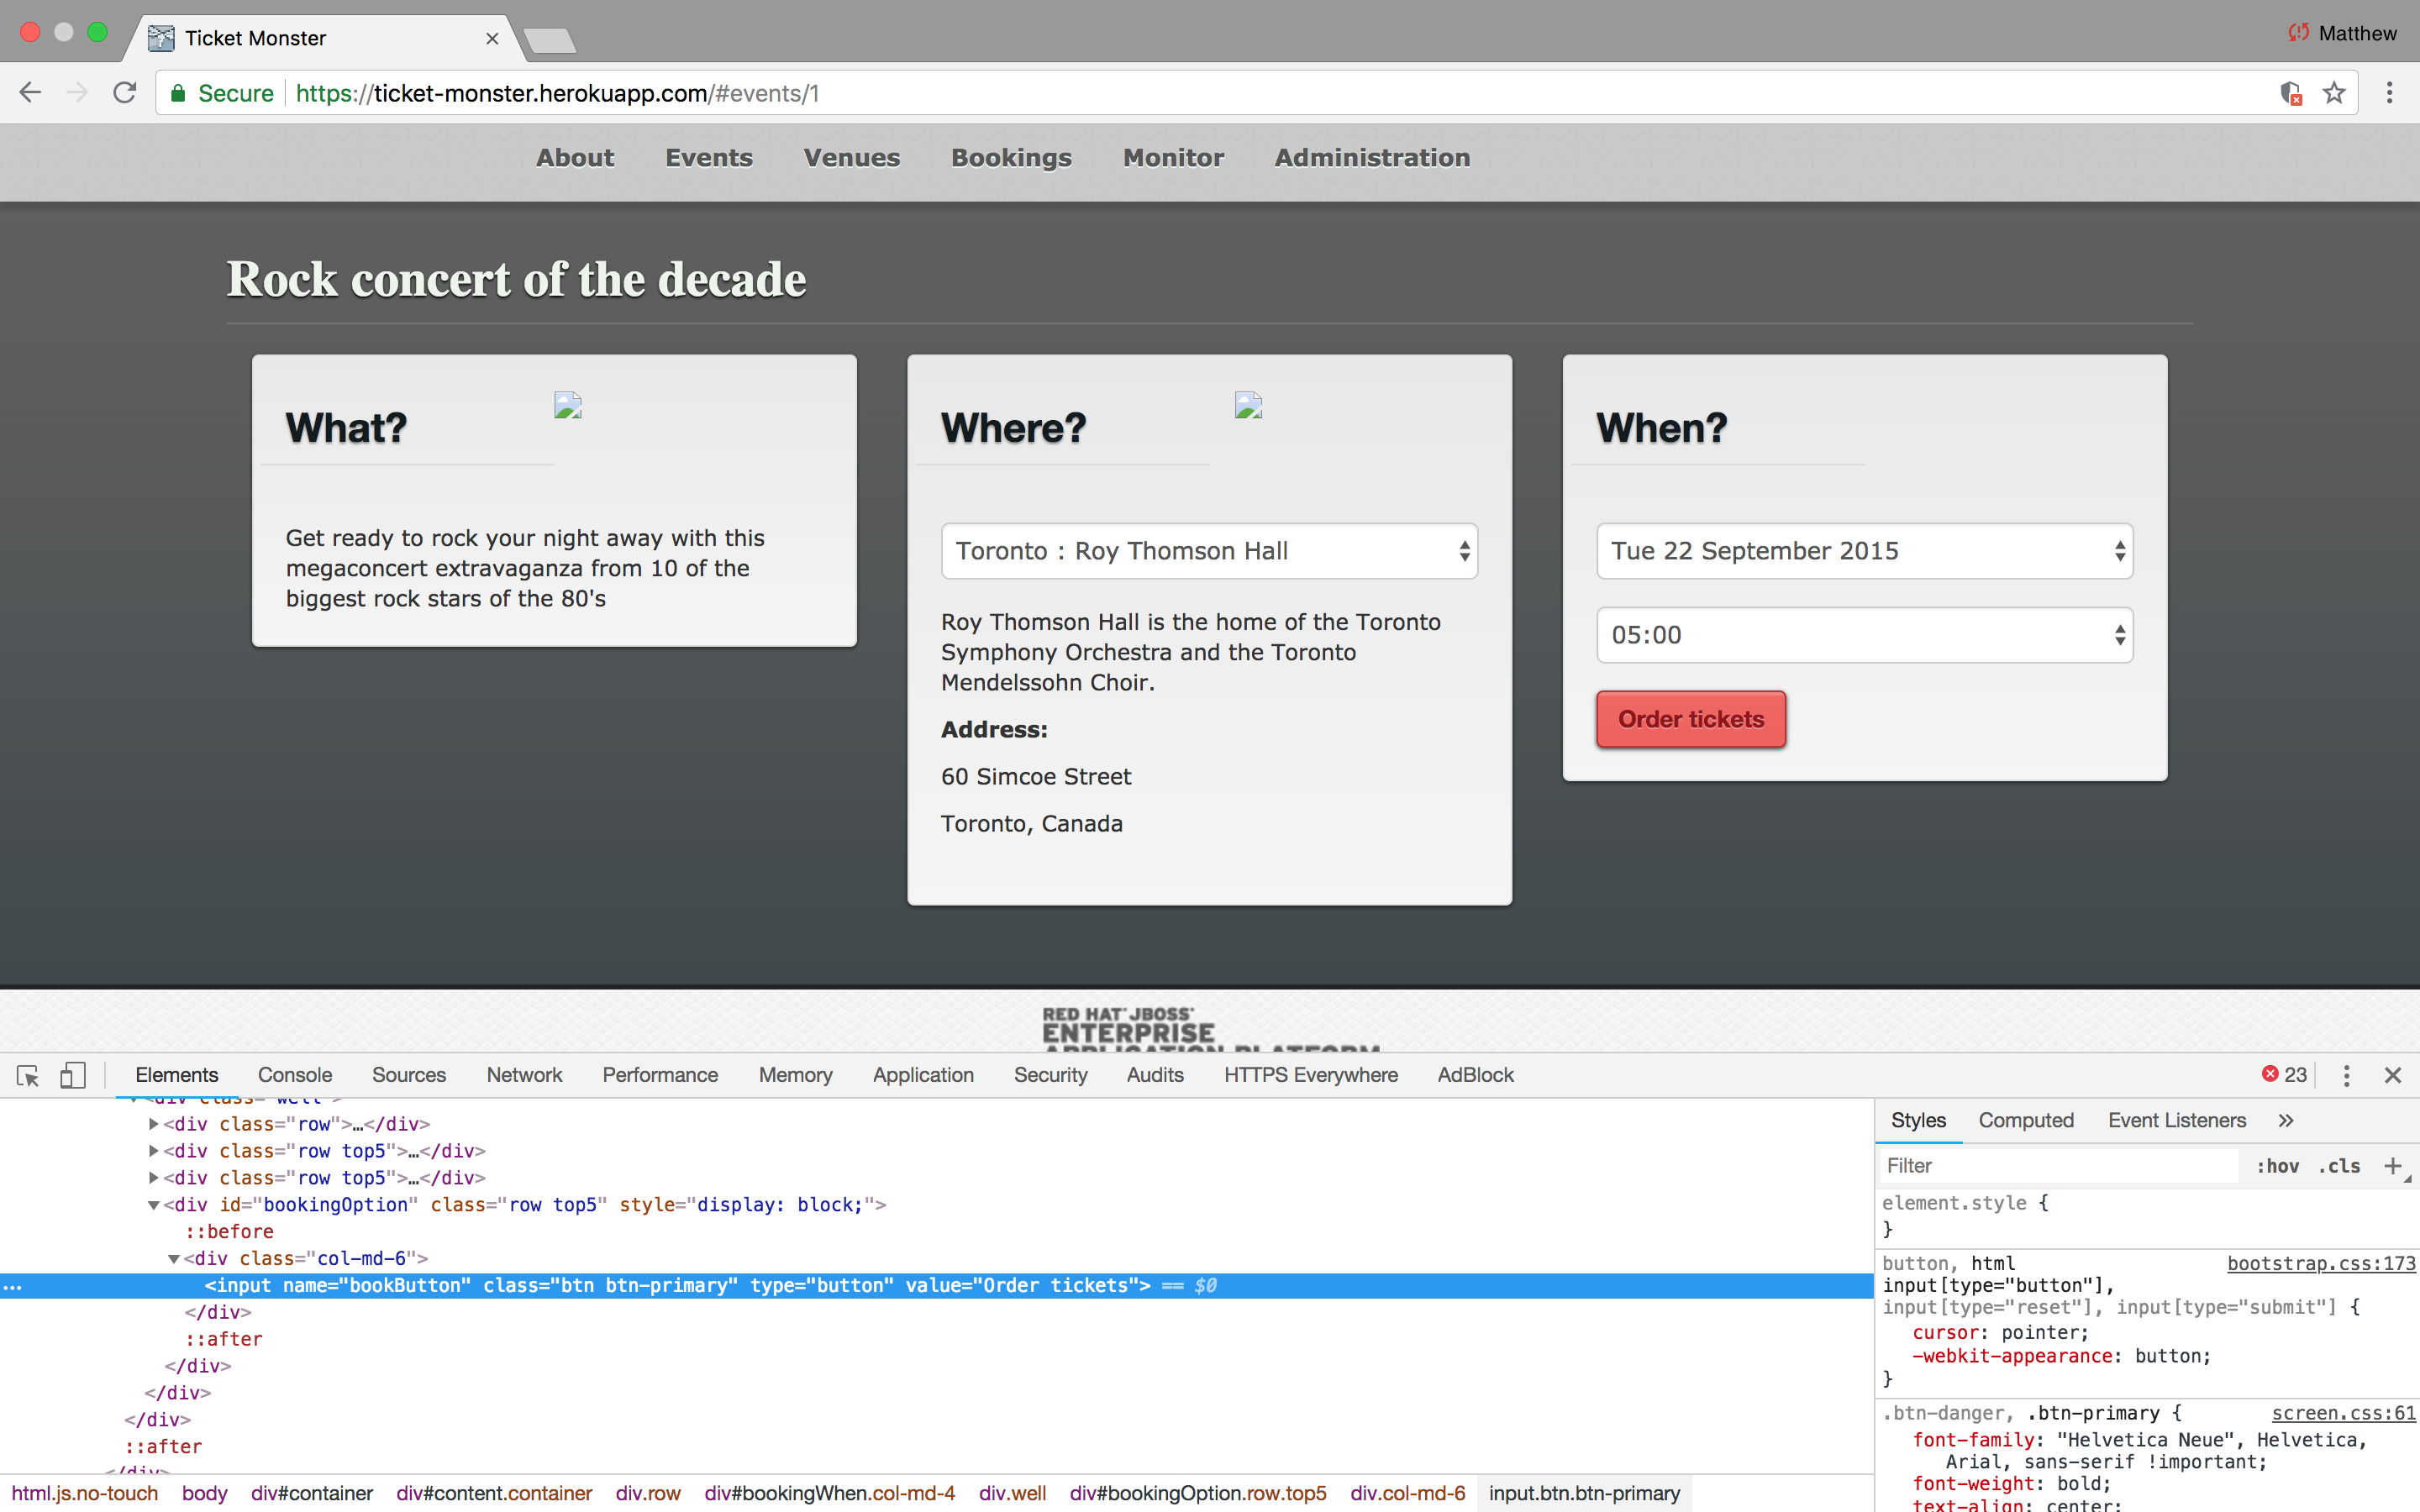 Ticket Monster
Matthew
Secure https://ticket-monster.herokuapp.com/#events/1
About Events Venues Bookings Monitor Administration
Rock concert of the decade
What?
Get ready to rock your night away with this
megaconcert extravaganza from 10 of the
biggest rock stars of the 80's
Where?
Toronto : Roy Thomson Hall
Roy Thomson Hall is the home of the Toronto
Symphony Orchestra and the Toronto
Mendelssohn Choir.
Address:
60 Simcoe Street
Toronto, Canada
When?
Tue 22 September 2015
05:00
Order tickets
RED HAT JBOSS
ENTERPRISE
APPLICATION PLATFORM
Elements Console Sources Network Performance Memory Application Security Audits HTTPS Everywhere AdBlock 23
<div class="well">
<div class="row">…</div>
<div class="row top5">…</div>
<div class="row top5">…</div>
<div id="bookingOption" class="row top5" style="display: block;">
::before
<div class="col-md-6">
... <input name="bookButton" class="btn btn-primary" type="button" value="Order tickets"> == $0
</div>
::after
</div>
</div>
</div>
::after
</div>
html.js.no-touch body div#container div#content.container div.row div#bookingWhen.col-md-4 div.well div#bookingOption.row.top5 div.col-md-6 input.btn.btn-primary
Styles Computed Event Listeners »
Filter :hov .cls +
element.style {
}
button, html bootstrap.css:173
input[type="button"],
input[type="reset"], input[type="submit"] {
cursor: pointer;
-webkit-appearance: button;
}
.btn-danger, .btn-primary { screen.css:61
font-family: "Helvetica Neue", Helvetica,
Arial, sans-serif !important;
font-weight: bold;
text-align: center;